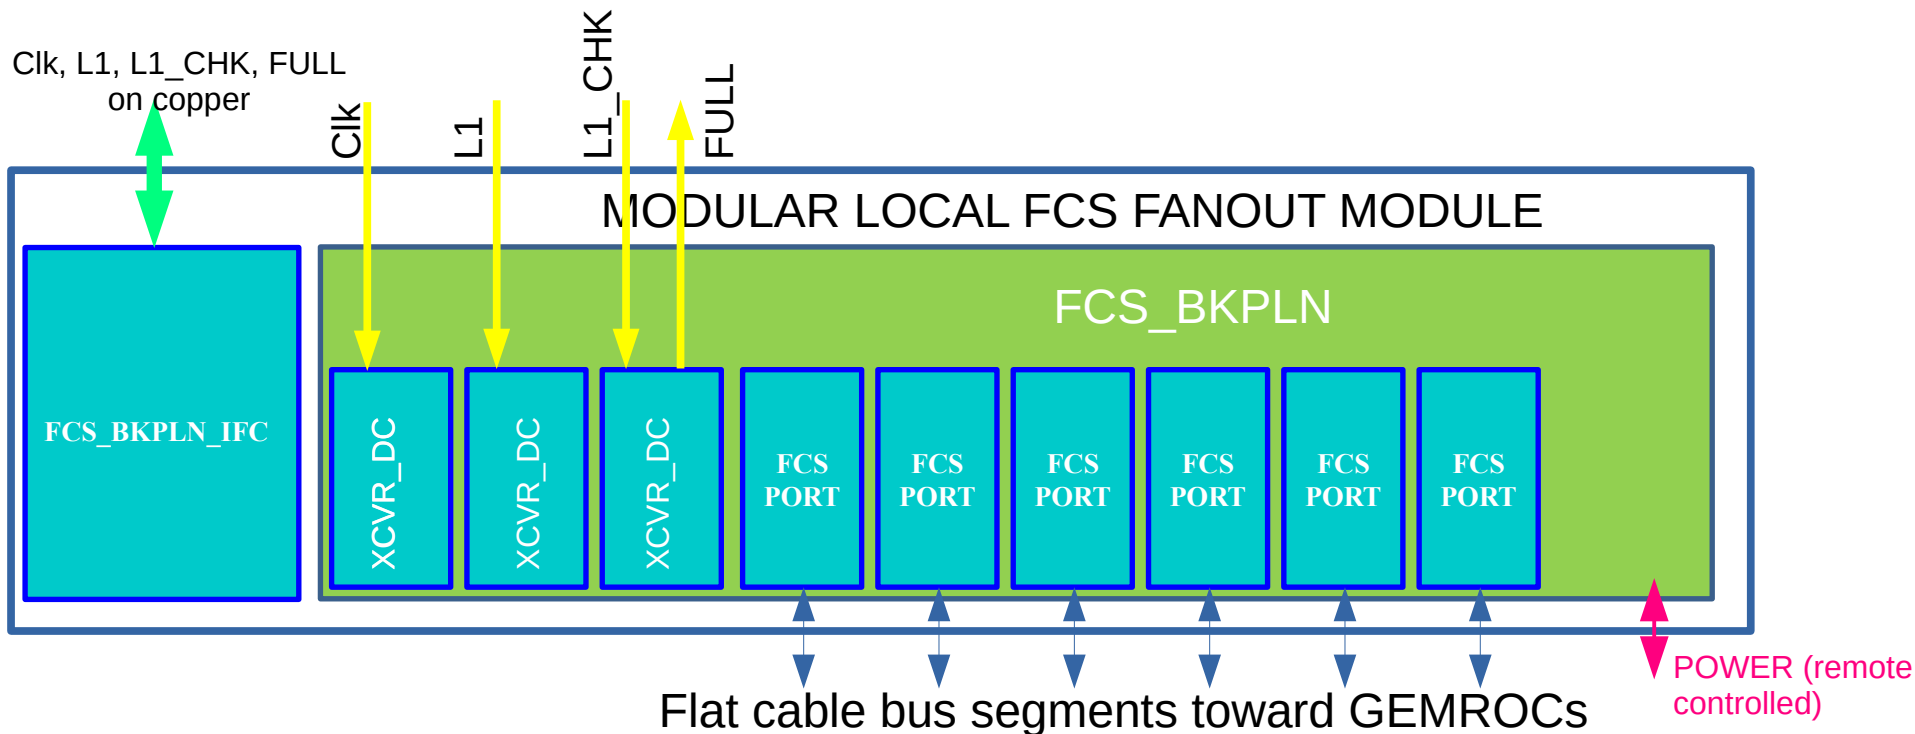 Clk, L1, L1_CHK, FULL
on copper
Clk
L1
L1_CHK
FULL
MODULAR LOCAL FCS FANOUT MODULE
FCS_BKPLN
FCS_BKPLN_IFC
XCVR_DC
XCVR_DC
XCVR_DC
FCS
PORT
FCS
PORT
FCS
PORT
FCS
PORT
FCS
PORT
FCS
PORT
POWER (remote
controlled)
Flat cable bus segments toward GEMROCs